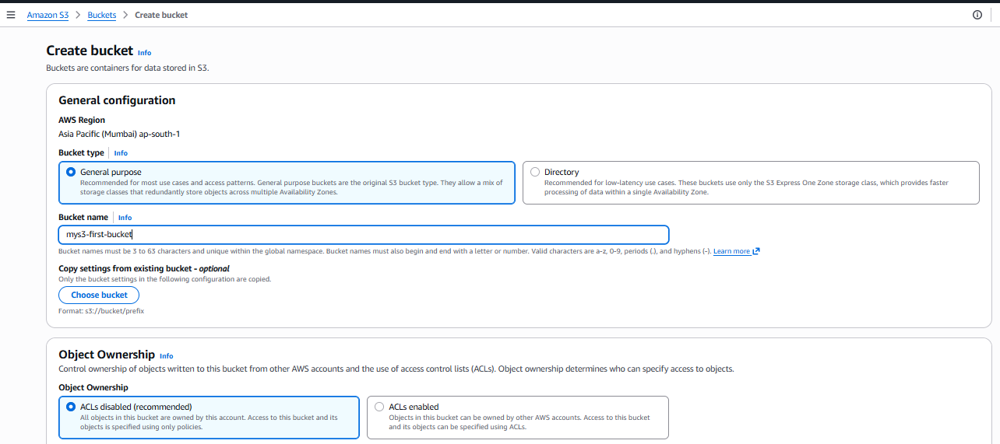 Amazon S3 > Buckets > Create bucket
Create bucket Info
Buckets are containers for data stored in S3.
General configuration
AWS Region
Asia Pacific (Mumbai) ap-south-1
Bucket type Info
General purpose
Recommended for most use cases and access patterns. General purpose buckets are the original S3 bucket type. They allow a mix of
storage classes that redundantly store objects across multiple Availability Zones.
Directory
Recommended for low-latency use cases. These buckets use only the S3 Express One Zone storage class, which provides faster
processing of data within a single Availability Zone.
Bucket name Info
mys3-first-bucket
Bucket names must be 3 to 63 characters and unique within the global namespace. Bucket names must also begin and end with a letter or number. Valid characters are a-z, 0-9, periods (.), and hyphens (-). Learn more
Copy settings from existing bucket - optional
Only the bucket settings in the following configuration are copied.
Choose bucket
Format: s3://bucket/prefix
Object Ownership Info
Control ownership of objects written to this bucket from other AWS accounts and the use of access control lists (ACLs). Object ownership determines who can specify access to objects.
Object Ownership
ACLs disabled (recommended)
All objects in this bucket are owned by this account. Access to this bucket and its
objects is specified using only policies.
ACLs enabled
Objects in this bucket can be owned by other AWS accounts. Access to this bucket
and its objects can be specified using ACLs.